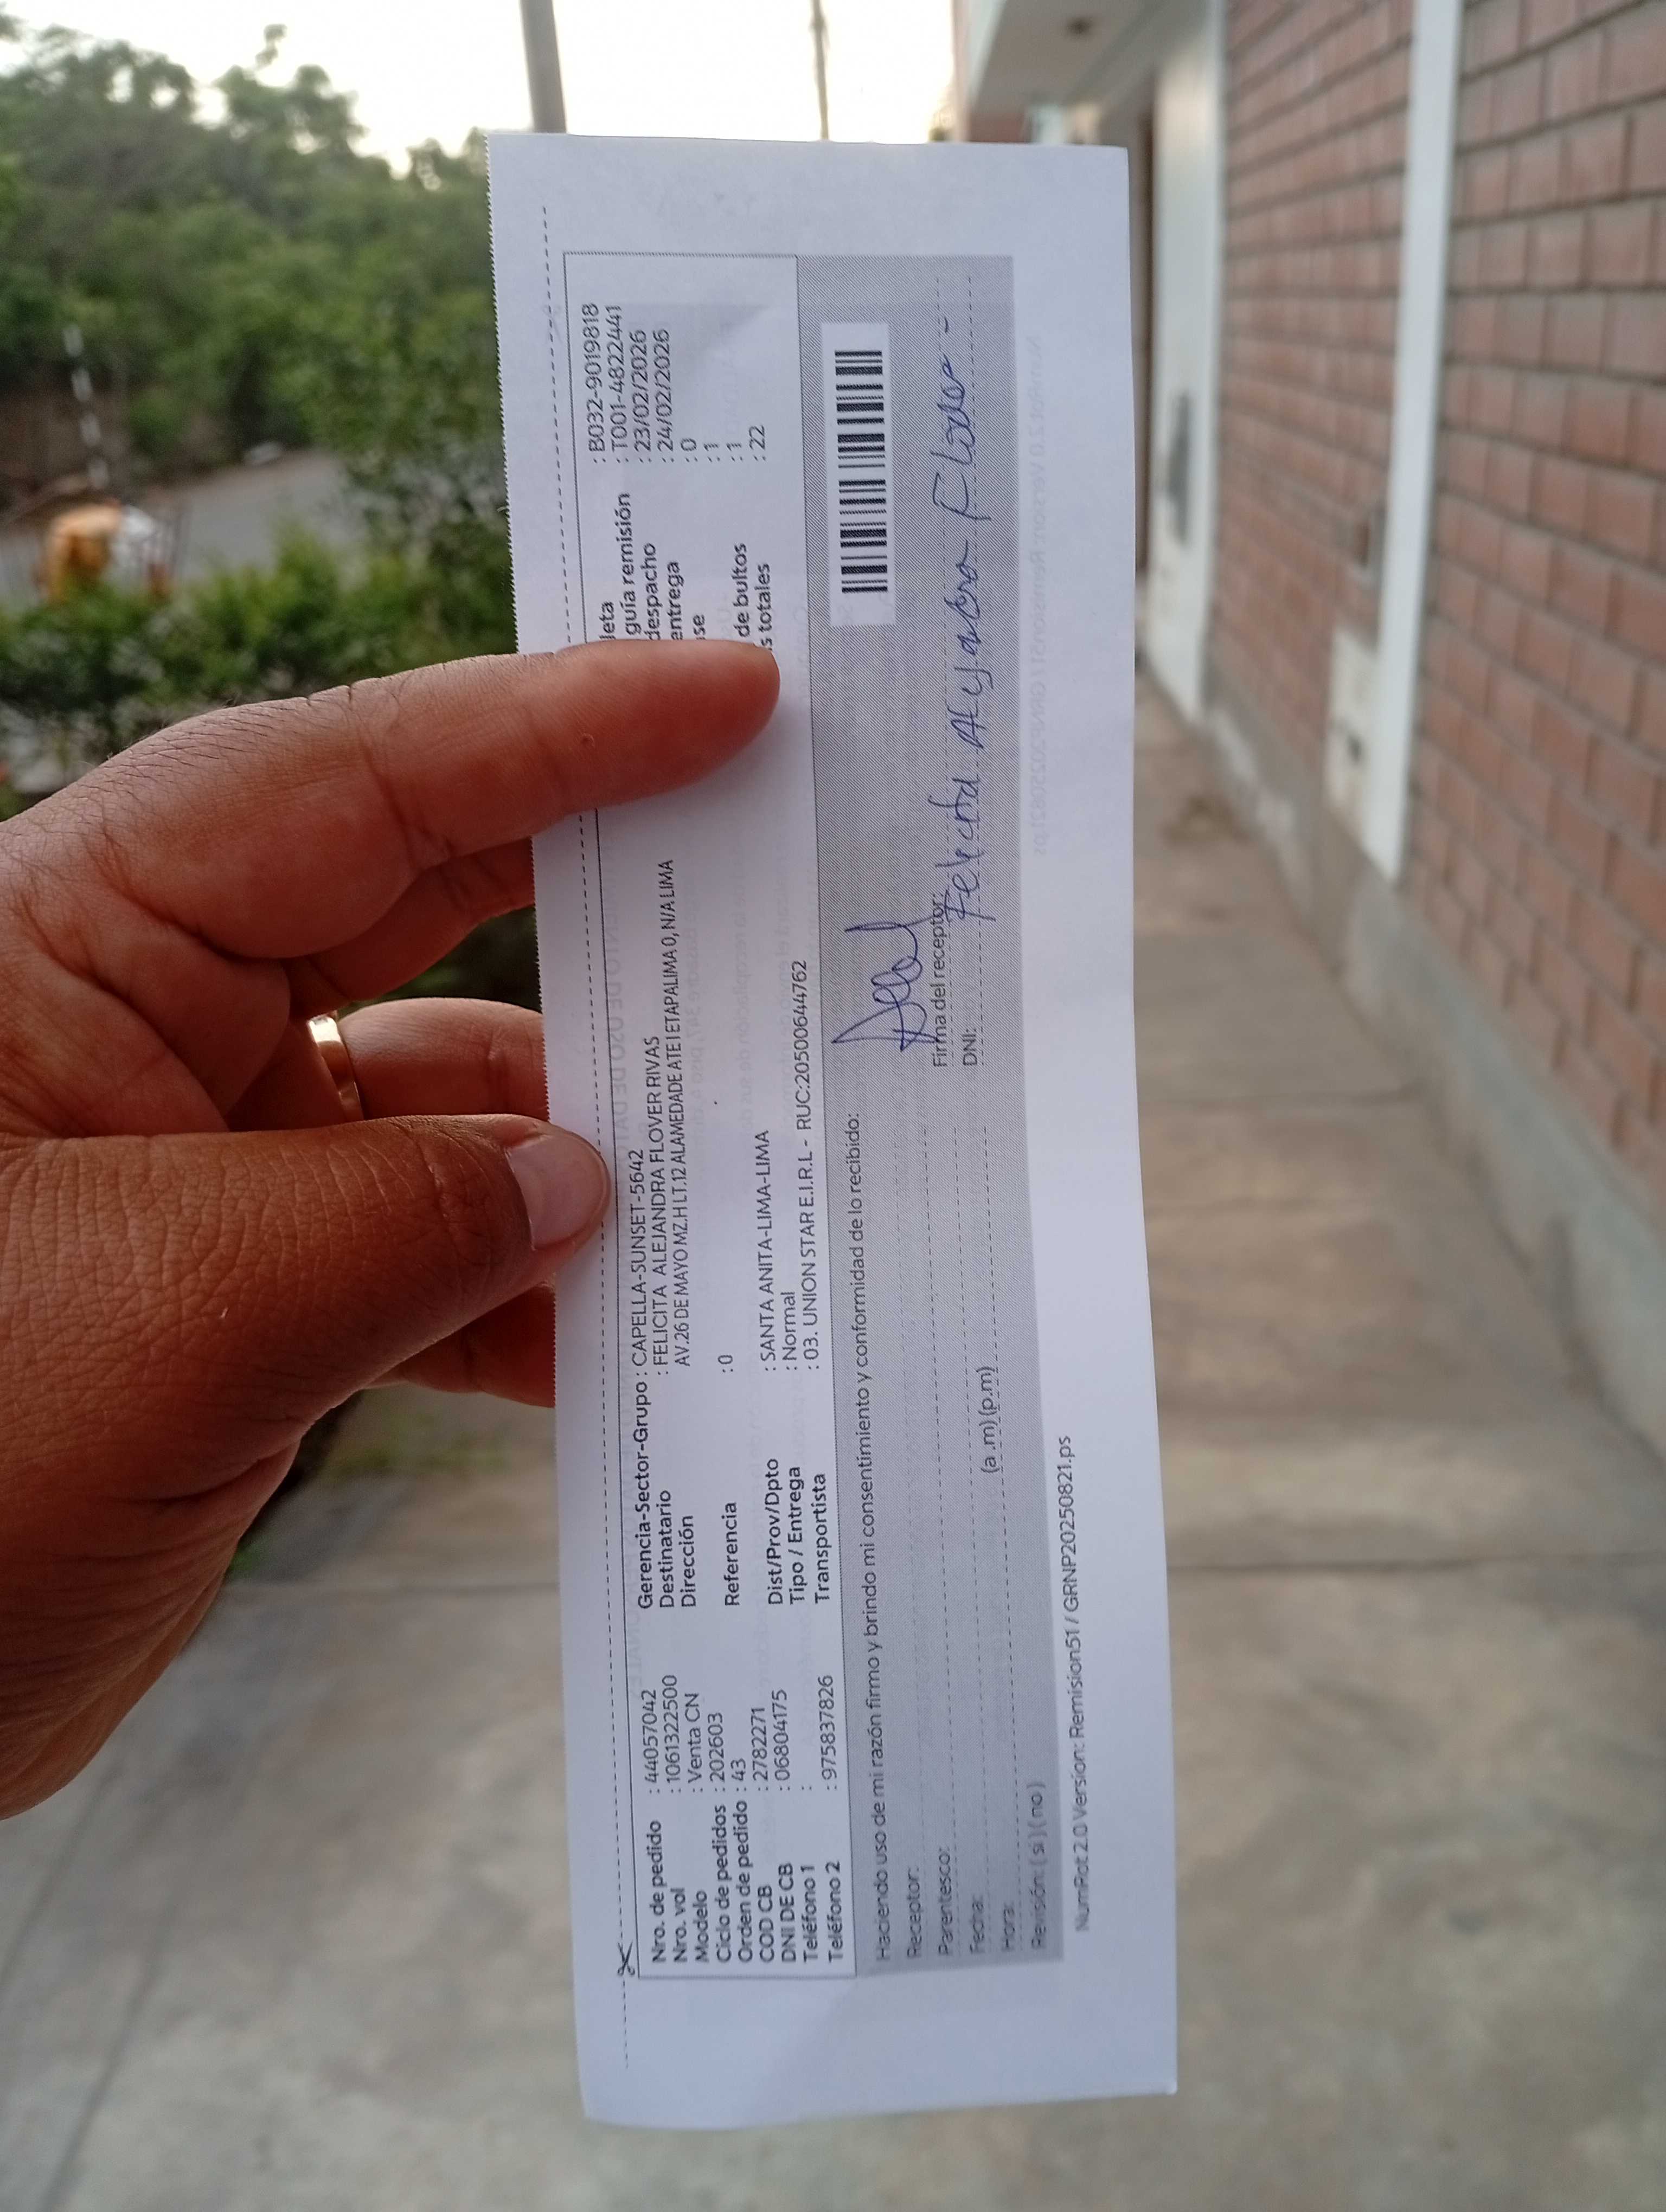 Nro. de pedido : 44057042
Nro. vol : 1061322500
Modelo : Venta CN
Ciclo de pedidos : 202603
Orden de pedido : 43
COD CB : 2782271
DNI DE CB : 06804175
Teléfono 1 :
Teléfono 2 : 975837826
Gerencia-Sector-Grupo : CAPELLA-SUNSET-5642
Destinatario : FELICITA ALEJANDRA FLOVER RIVAS
Dirección AV.26 DE MAYO MZ.H LT.12 ALAMEDADE ATE I ETAPALIMA 0, N/A LIMA
Referencia : 0
Dist/Prov/Dpto : SANTA ANITA-LIMA-LIMA
Tipo / Entrega : Normal
Transportista : 03. UNION STAR E.I.R.L - RUC:20500644762
leta : B032-9019818
guía remisión : T001-4822441
despacho : 23/02/2026
entrega : 24/02/2026
se : 0
: 1
de bultos : 1
s totales : 22
Haciendo uso de mi razón firmo y brindo mi consentimiento y conformidad de lo recibido:
Receptor:
Parentesco:
Fecha:
Hora: (a .m) (p.m)
Revisión: ( si ) ( no )
Firma del receptor:
DNI:
Felicita
NumRot 2.0 Version: Remision51 / GRNP20250821.ps